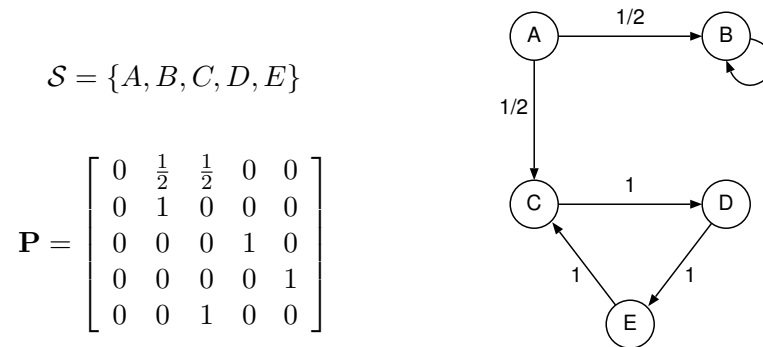 S = {A, B, C, D, E}
P = [
0 1/2 1/2 0 0
0 1 0 0 0
0 0 0 1 0
0 0 0 0 1
0 0 1 0 0
]
A 1/2 B
1/2
C 1 D
1 1
E